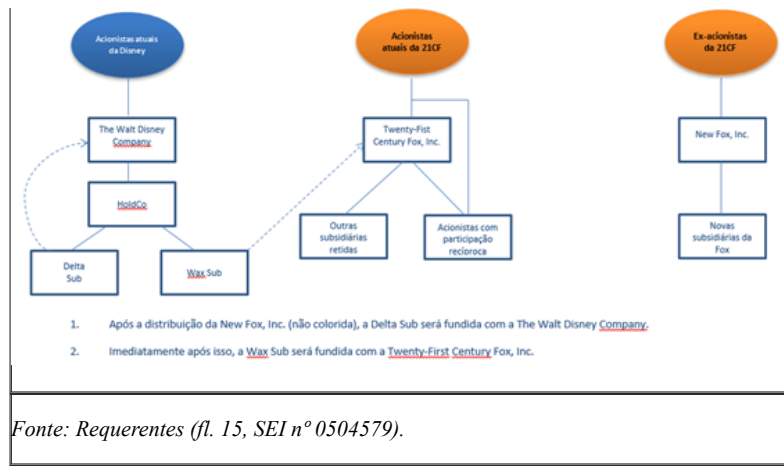 Acionistas atuais
da Disney
Acionistas
atuais da 21CF
Ex-acionistas
da 21CF
The Walt Disney
Company
Twenty-Fist
Century Fox, Inc.
New Fox, Inc.
HoldCo
Outras
subsidiárias
retidas
Acionistas com
participação
recíoroca
Novas
subsidiárias da
Fox
Delta
Sub
Wax Sub
1. Após a distribuição da New Fox, Inc. (não colorida), a Delta Sub será fundida com a The Walt Disney Company.
2. Imediatamente após isso, a Wax Sub será fundida com a Twenty-First Century Fox, Inc.
Fonte: Requerentes (fl. 15, SEI nº 0504579).